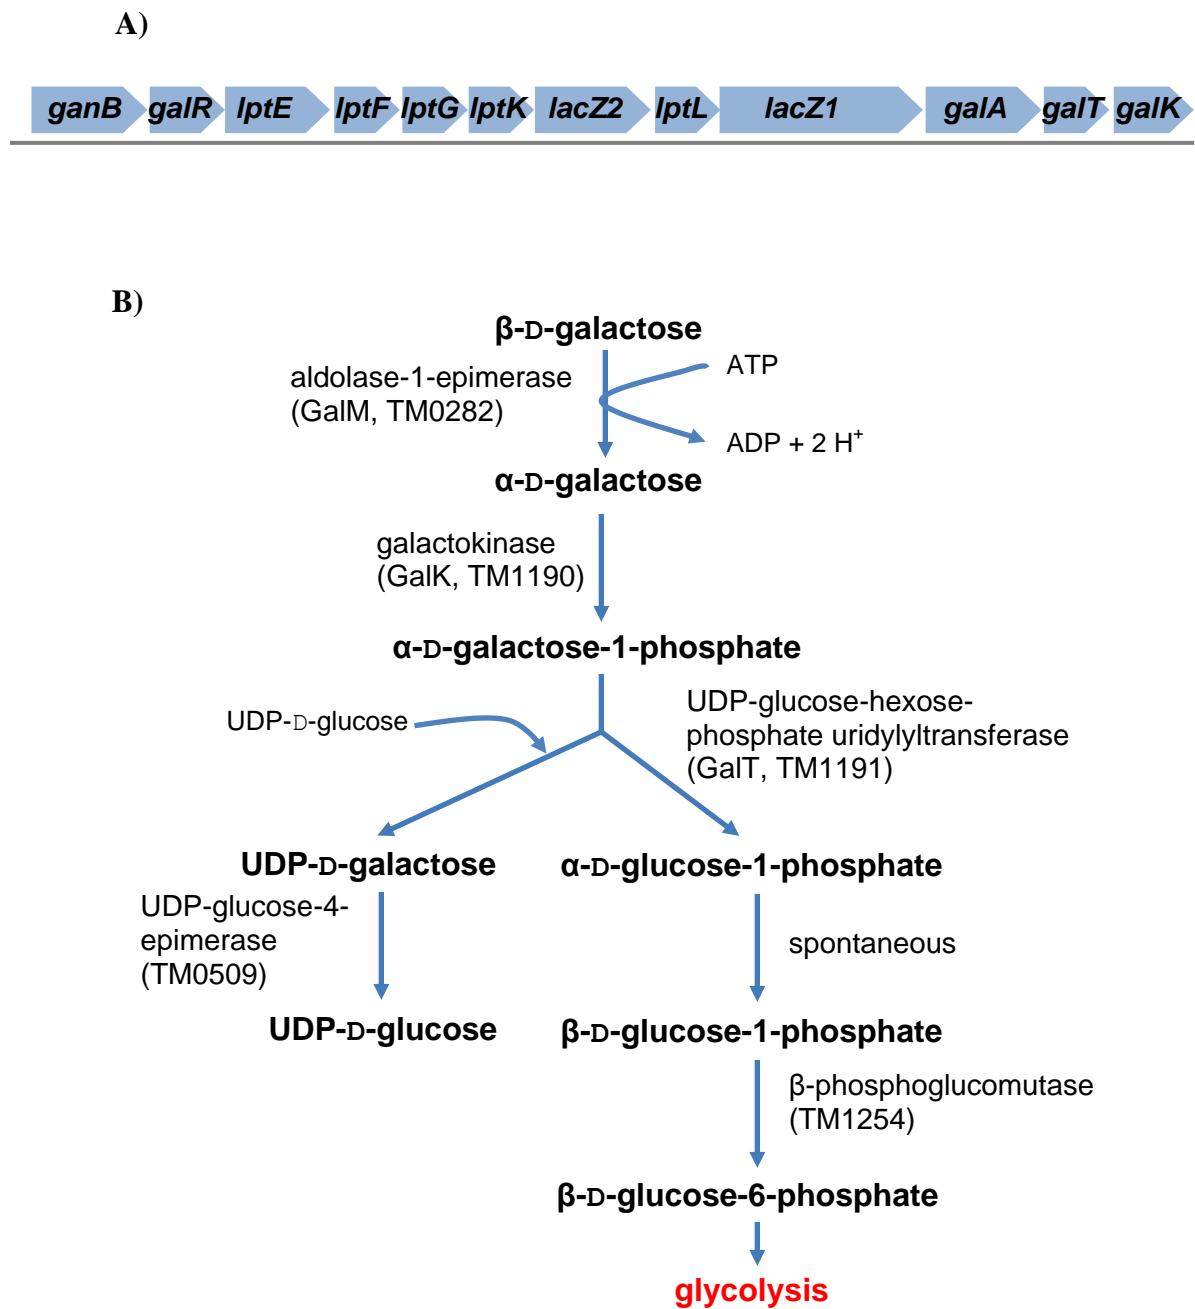 A)
ganB galR lptE lptF lptG lptK lacZ2 lptL lacZ1 galA galT galK
B)
β-D-galactose
aldolase-1-epimerase
(GalM, TM0282)
ATP
ADP + 2 H⁺
α-D-galactose
galactokinase
(GalK, TM1190)
α-D-galactose-1-phosphate
UDP-D-glucose
UDP-glucose-hexose-
phosphate uridylyltransferase
(GalT, TM1191)
UDP-D-galactose
α-D-glucose-1-phosphate
UDP-glucose-4-
epimerase
(TM0509)
spontaneous
UDP-D-glucose
β-D-glucose-1-phosphate
β-phosphoglucomutase
(TM1254)
β-D-glucose-6-phosphate
glycolysis